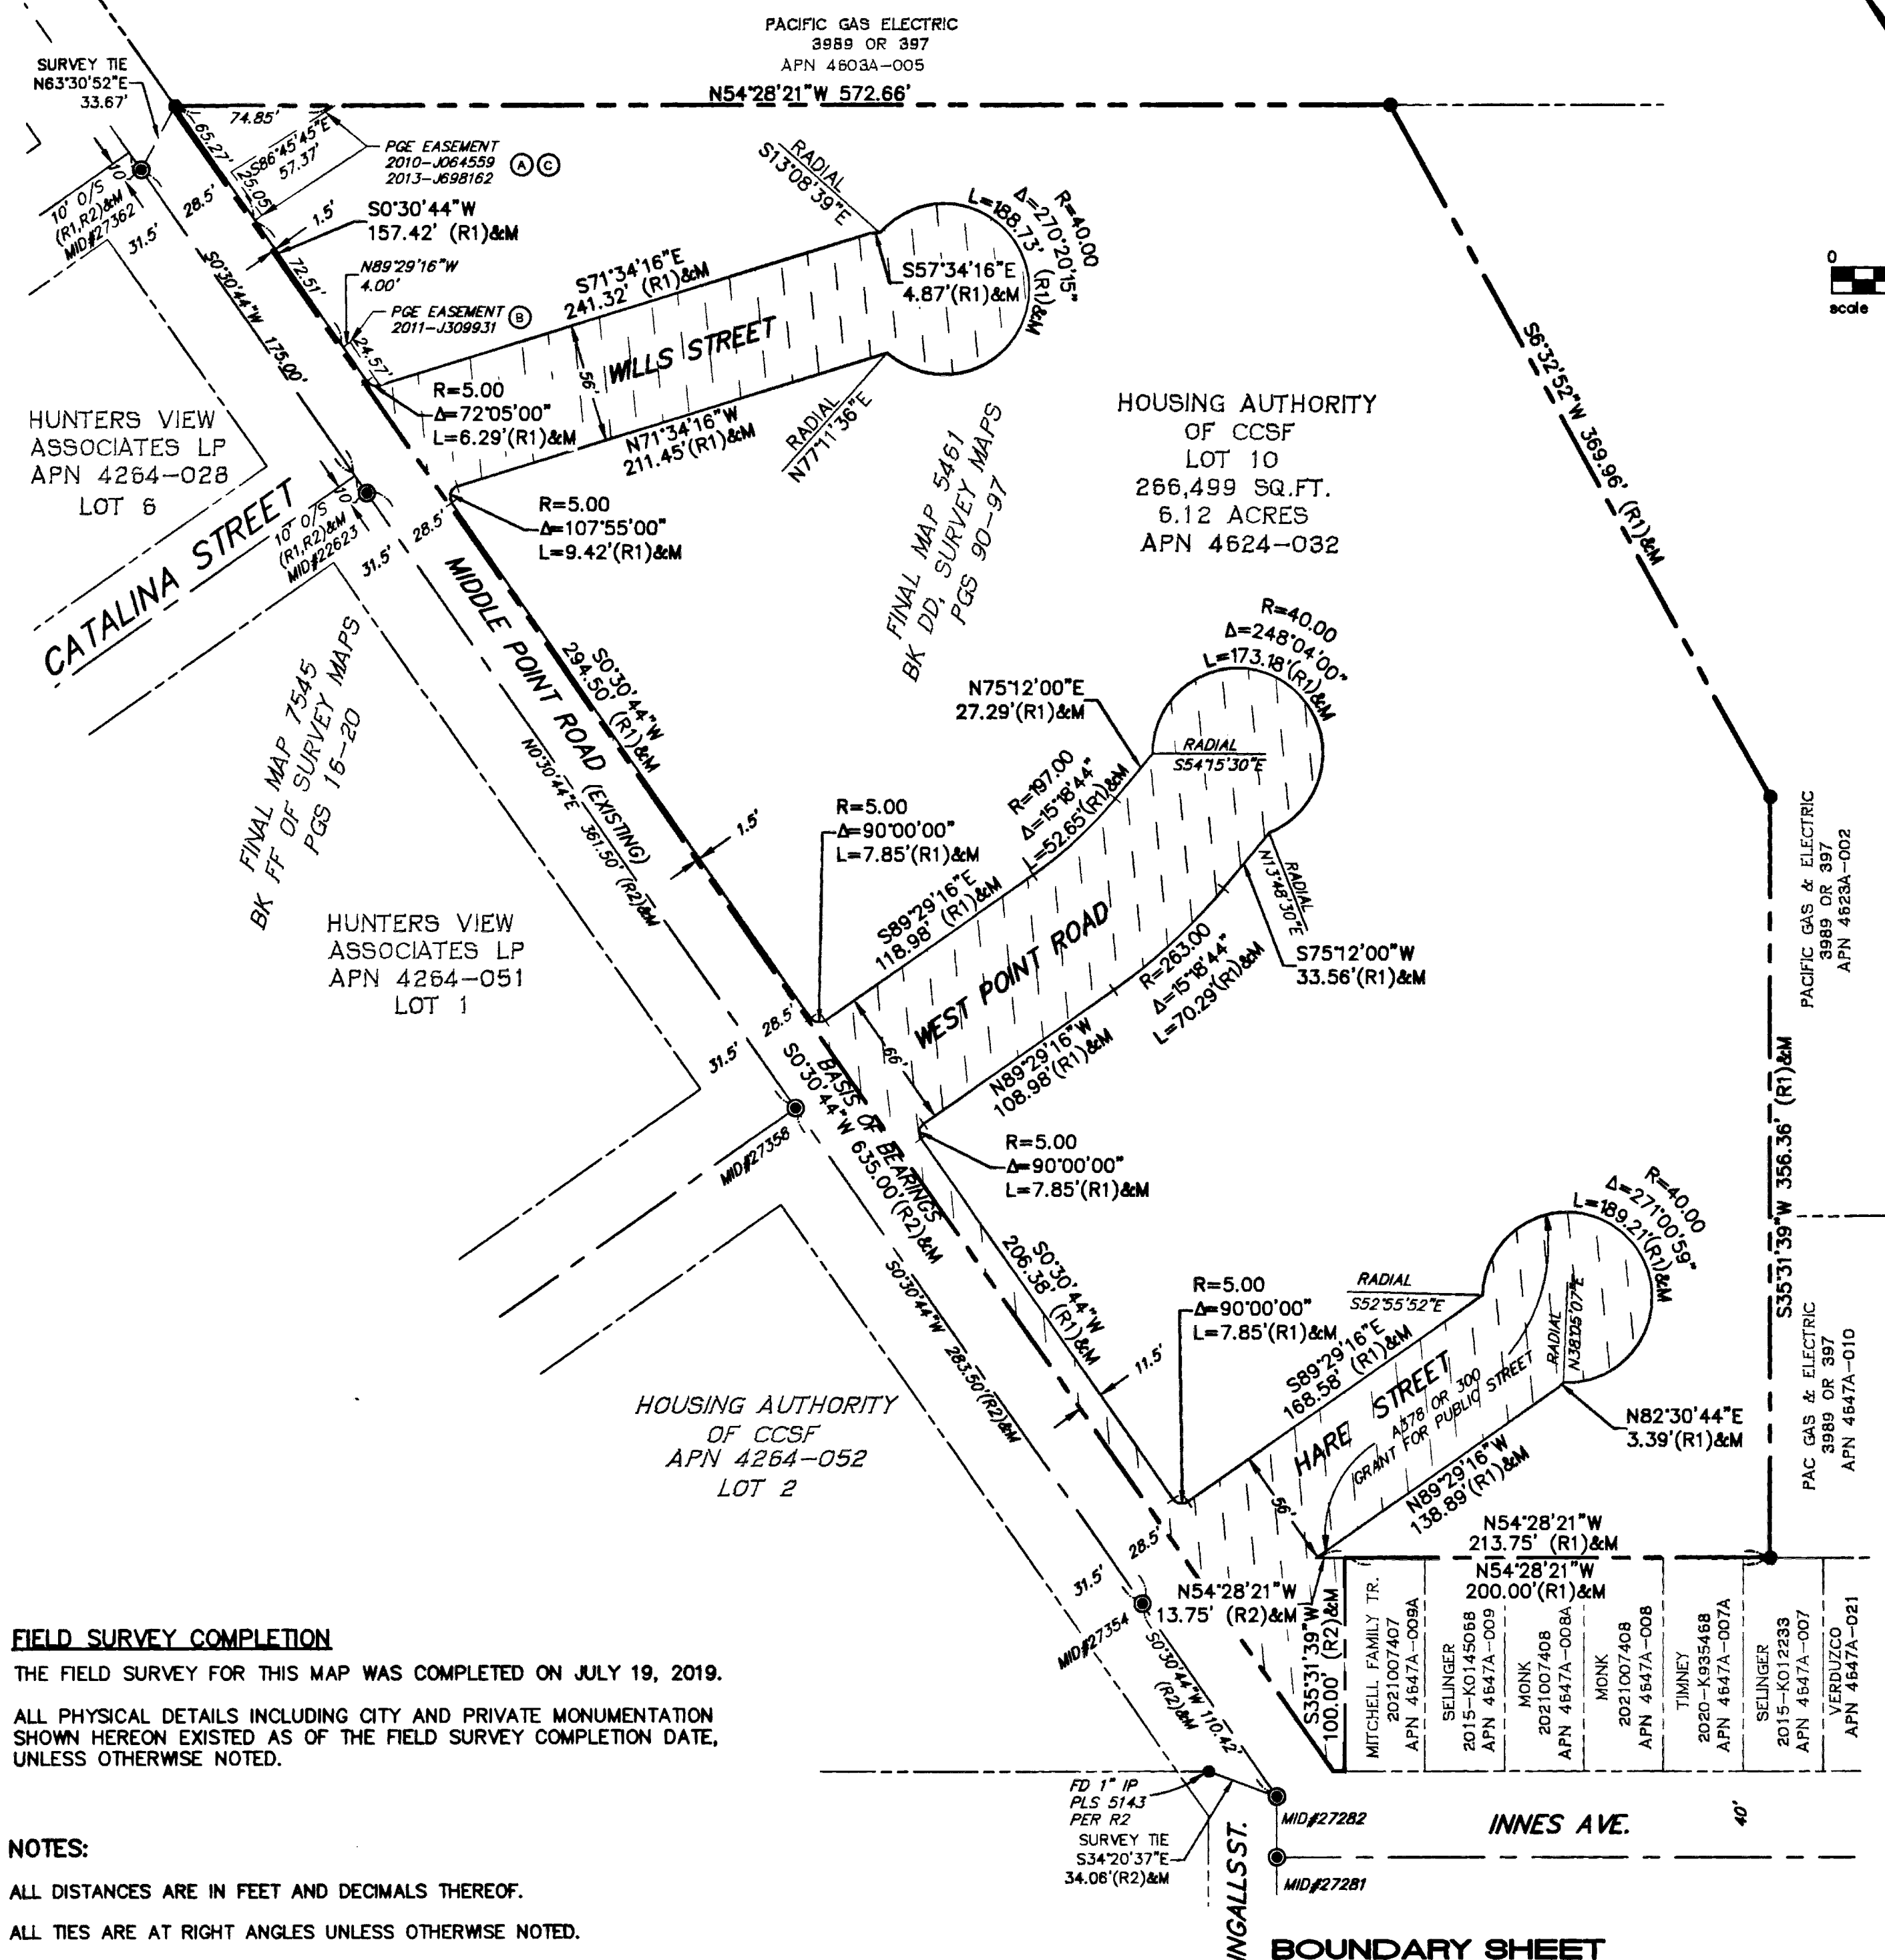 PACIFIC GAS ELECTRIC
3989 OR 397
APN 4603A-005
N54°28'21"W 572.66'
SURVEY TIE
N63°30'52"E
33.67'
74.85'
65.27'
S86°45'45"E
57.37'
25.05'
PGE EASEMENT
2010-J064559
2013-J698162
A C
10' O/S
(R1,R2)&M
MID#27362
10'
28.5'
31.5'
1.5'
S0°30'44"W
157.42' (R1)&M
72.51'
N89°29'16"W
4.00'
PGE EASEMENT B
2011-J309931
24.57'
S0°30'44"W 175.00'
RADIAL
S13°08'39"E
R=40.00
Δ=270°20'15"
L=188.73' (R1)&M
S71°34'16"E
241.32' (R1)&M
S57°34'16"E
4.87'(R1)&M
WILLS STREET
56'
N71°34'16"W
211.45'(R1)&M
RADIAL
N77°11'36"E
R=5.00
Δ=72°05'00"
L=6.29'(R1)&M
R=5.00
Δ=107°55'00"
L=9.42'(R1)&M
0
scale
S6°32'52"W 369.96' (R1)&M
HUNTERS VIEW
ASSOCIATES LP
APN 4264-028
LOT 6
CATALINA STREET
10' O/S
(R1,R2)&M
MID#22623
10'
28.5'
31.5'
HOUSING AUTHORITY
OF CCSF
LOT 10
266,499 SQ.FT.
6.12 ACRES
APN 4624-032
FINAL MAP 5461
BK DD, SURVEY MAPS
PGS 90-97
FINAL MAP 7545
BK FF OF SURVEY MAPS
PGS 16-20
MIDDLE POINT ROAD (EXISTING)
S0°30'44"W
294.50' (R1)&M
N0°30'44"E 361.50' (R2)&M
1.5'
R=40.00
Δ=248°04'00"
L=173.18'(R1)&M
N75°12'00"E
27.29'(R1)&M
RADIAL
S54°15'30"E
R=197.00
Δ=15°18'44"
L=52.65'(R1)&M
R=5.00
Δ=90°00'00"
L=7.85'(R1)&M
S89°29'16"E
118.98' (R1)&M
WEST POINT ROAD
66'
RADIAL
N13°48'30"E
S75°12'00"W
33.56'(R1)&M
R=263.00
Δ=15°18'44"
L=70.29'(R1)&M
N89°29'16"W
108.98'(R1)&M
PACIFIC GAS & ELECTRIC
3989 OR 397
APN 4623A-002
HUNTERS VIEW
ASSOCIATES LP
APN 4264-051
LOT 1
28.5'
31.5'
BASIS OF BEARINGS
S0°30'44"W 635.00'(R2)&M
MID#27358
R=5.00
Δ=90°00'00"
L=7.85'(R1)&M
S0°30'44"W
206.38' (R1)&M
S0°30'44"W 283.50'(R2)&M
11.5'
S35°31'39"W 356.36' (R1)&M
R=40.00
Δ=271°00'59"
L=189.21'(R1)&M
R=5.00
Δ=90°00'00"
L=7.85'(R1)&M
RADIAL
S52°55'52"E
S89°29'16"E
168.58' (R1)&M
RADIAL
N38°05'07"E
HARE STREET
A378 OR 300
GRANT FOR PUBLIC STREET
56'
N89°29'16"W
138.89'(R1)&M
N82°30'44"E
3.39'(R1)&M
PAC GAS & ELECTRIC
3989 OR 397
APN 4647A-010
HOUSING AUTHORITY
OF CCSF
APN 4264-052
LOT 2
N54°28'21"W
213.75' (R1)&M
N54°28'21"W
200.00'(R1)&M
28.5'
31.5'
N54°28'21"W
13.75' (R2)&M
MID#27354
S0°30'44"W 110.42'
(R2)&M
S35°31'39"W
100.00' (R2)&M
MITCHELL FAMILY TR.
2021007407
APN 4647A-009A
SELINGER
2015-K0145068
APN 4647A-009
MONK
2021007408
APN 4647A-008A
MONK
2021007408
APN 4647A-008
TIMNEY
2020-K935468
APN 4647A-007A
SELINGER
2015-K012233
APN 4647A-007
VERDUZCO
APN 4647A-021
FIELD SURVEY COMPLETION
THE FIELD SURVEY FOR THIS MAP WAS COMPLETED ON JULY 19, 2019.
ALL PHYSICAL DETAILS INCLUDING CITY AND PRIVATE MONUMENTATION
SHOWN HEREON EXISTED AS OF THE FIELD SURVEY COMPLETION DATE,
UNLESS OTHERWISE NOTED.
FD 1" IP
PLS 5143
PER R2
SURVEY TIE
S34°20'37"E
34.06'(R2)&M
MID#27282
MID#27281
INGALLS ST.
INNES AVE.
40'
NOTES:
ALL DISTANCES ARE IN FEET AND DECIMALS THEREOF.
ALL TIES ARE AT RIGHT ANGLES UNLESS OTHERWISE NOTED.
BOUNDARY SHEET